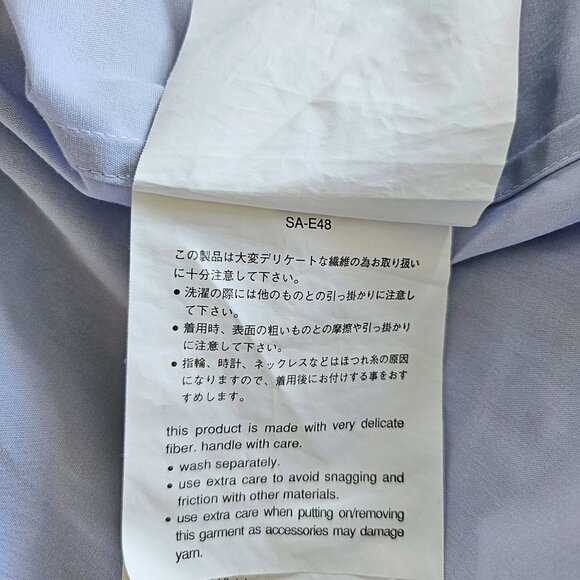 SA-E48
この製品は大変デリケートな繊維の為お取り扱い
に十分注意して下さい。
● 洗濯の際には他のものとの引っ掛かりに注意し
て下さい。
● 着用時、表面の粗いものとの摩擦や引っ掛かり
に注意して下さい。
● 指輪、時計、ネックレスなどはほつれ糸の原因
になりますので、着用後にお付けする事をおす
すめします。
this product is made with very delicate
fiber. handle with care.
● wash separately.
● use extra care to avoid snagging and
friction with other materials.
● use extra care when putting on/removing
this garment as accessories may damage
yarn.